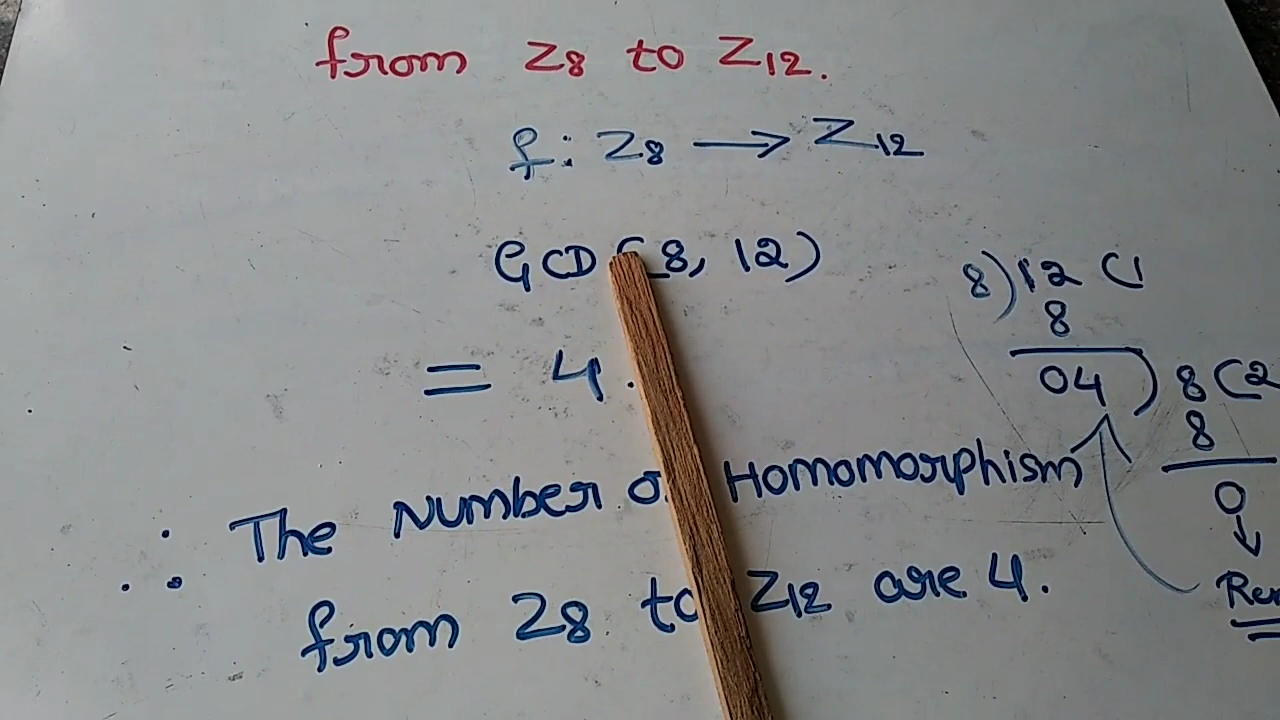 from Z8 to Z12.
f: Z8 → Z12
GCD (8, 12)
= 4.
8)12(1
8
04)8(2
8
0
∴ The Number Homomorphism
from Z8 to Z12 are 4.